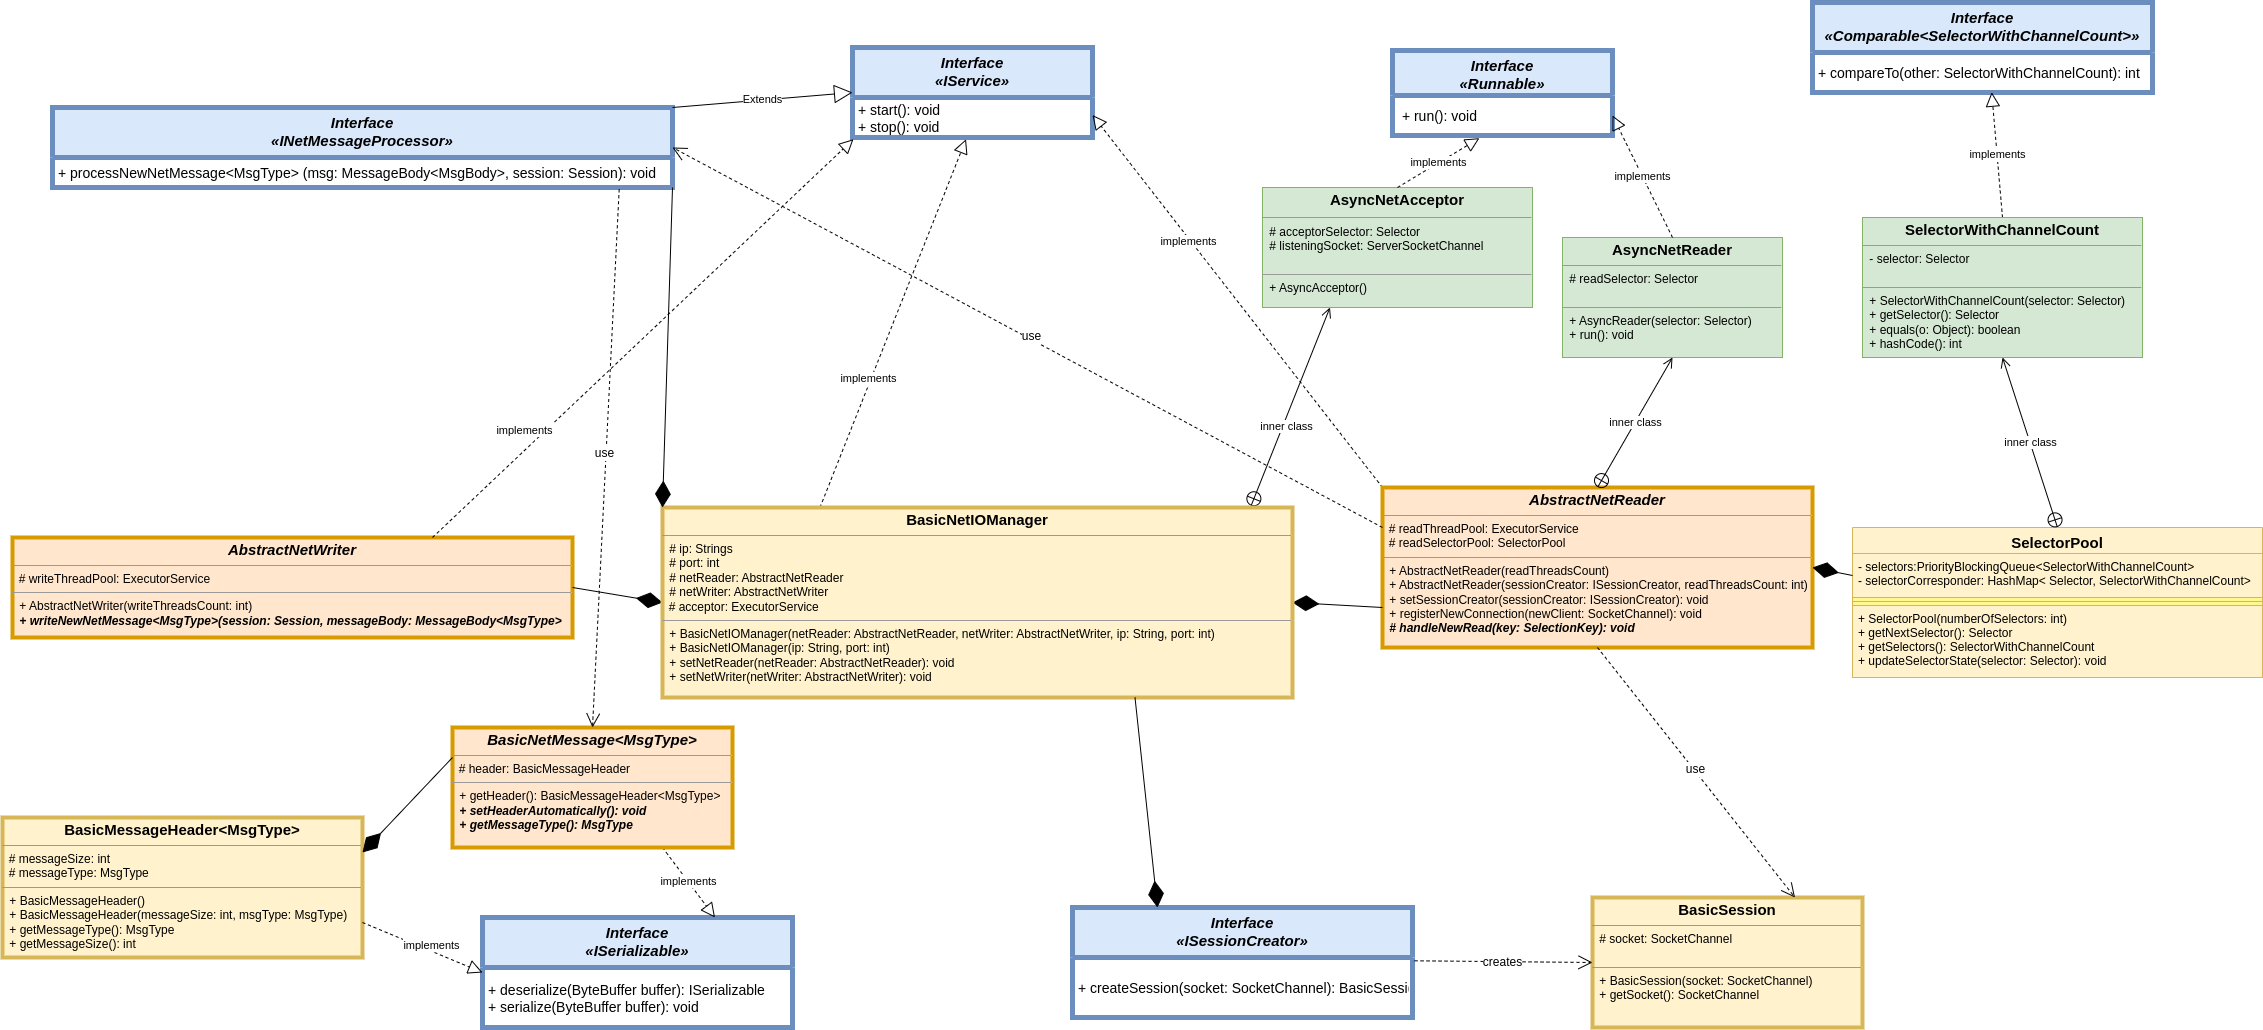 Interface
«INetMessageProcessor»
+ processNewNetMessage<MsgType> (msg: MessageBody<MsgBody>, session: Session): void
Extends
Interface
«IService»
+ start(): void
+ stop(): void
Interface
«Runnable»
+ run(): void
Interface
«Comparable<SelectorWithChannelCount>»
+ compareTo(other: SelectorWithChannelCount): int
implements
implements
implements
AsyncNetAcceptor
# acceptorSelector: Selector
# listeningSocket: ServerSocketChannel
+ AsyncAcceptor()
AsyncNetReader
# readSelector: Selector
+ AsyncReader(selector: Selector)
+ run(): void
SelectorWithChannelCount
- selector: Selector
+ SelectorWithChannelCount(selector: Selector)
+ getSelector(): Selector
+ equals(o: Object): boolean
+ hashCode(): int
implements
use
implements
implements
use
inner class
inner class
inner class
AbstractNetWriter
# writeThreadPool: ExecutorService
+ AbstractNetWriter(writeThreadsCount: int)
+ writeNewNetMessage<MsgType>(session: Session, messageBody: MessageBody<MsgType>
BasicNetIOManager
# ip: Strings
# port: int
# netReader: AbstractNetReader
# netWriter: AbstractNetWriter
# acceptor: ExecutorService
+ BasicNetIOManager(netReader: AbstractNetReader, netWriter: AbstractNetWriter, ip: String, port: int)
+ BasicNetIOManager(ip: String, port: int)
+ setNetReader(netReader: AbstractNetReader): void
+ setNetWriter(netWriter: AbstractNetWriter): void
AbstractNetReader
# readThreadPool: ExecutorService
# readSelectorPool: SelectorPool
+ AbstractNetReader(readThreadsCount)
+ AbstractNetReader(sessionCreator: ISessionCreator, readThreadsCount: int)
+ setSessionCreator(sessionCreator: ISessionCreator): void
+ registerNewConnection(newClient: SocketChannel): void
# handleNewRead(key: SelectionKey): void
SelectorPool
- selectors:PriorityBlockingQueue<SelectorWithChannelCount>
- selectorCorresponder: HashMap< Selector, SelectorWithChannelCount>
+ SelectorPool(numberOfSelectors: int)
+ getNextSelector(): Selector
+ getSelectors(): SelectorWithChannelCount
+ updateSelectorState(selector: Selector): void
BasicNetMessage<MsgType>
# header: BasicMessageHeader
+ getHeader(): BasicMessageHeader<MsgType>
+ setHeaderAutomatically(): void
+ getMessageType(): MsgType
use
BasicMessageHeader<MsgType>
# messageSize: int
# messageType: MsgType
+ BasicMessageHeader()
+ BasicMessageHeader(messageSize: int, msgType: MsgType)
+ getMessageType(): MsgType
+ getMessageSize(): int
implements
implements
Interface
«ISerializable»
+ deserialize(ByteBuffer buffer): ISerializable
+ serialize(ByteBuffer buffer): void
Interface
«ISessionCreator»
+ createSession(socket: SocketChannel): BasicSessi
creates
BasicSession
# socket: SocketChannel
+ BasicSession(socket: SocketChannel)
+ getSocket(): SocketChannel